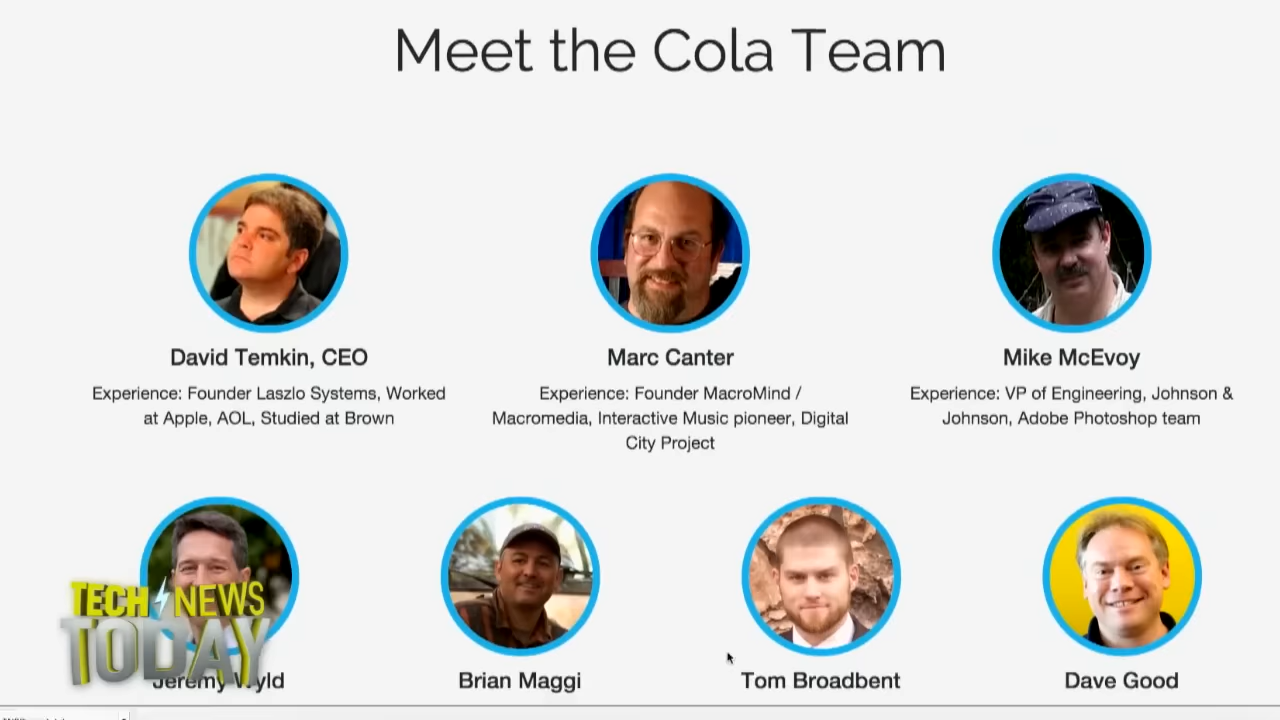 Meet the Cola Team
David Temkin, CEO
Experience: Founder Laszlo Systems, Worked
at Apple, AOL, Studied at Brown
Marc Canter
Experience: Founder MacroMind /
Macromedia, Interactive Music pioneer, Digital
City Project
Mike McEvoy
Experience: VP of Engineering, Johnson &
Johnson, Adobe Photoshop team
TECH NEWS
TODAY
Jeremy Wyld
Brian Maggi
Tom Broadbent
Dave Good